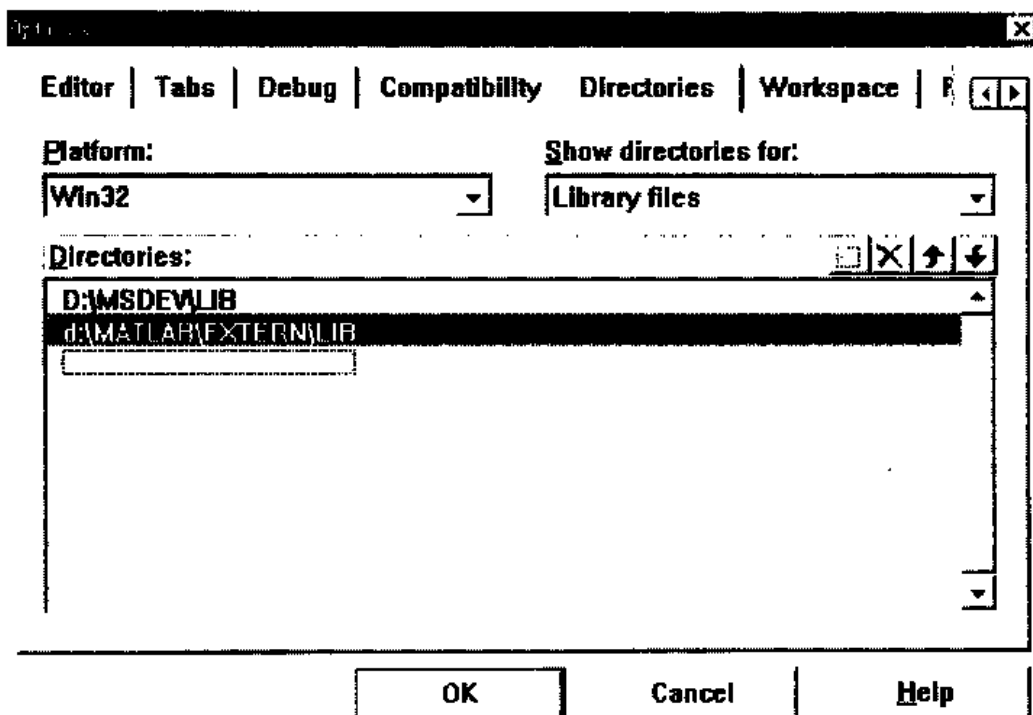 Options
Editor Tabs Debug Compatibility Directories Workspace
Platform: Show directories for:
Win32 Library files
Directories:
D:\MSDEV\LIB
d:\MATLAB\EXTERN\LIB
OK Cancel Help